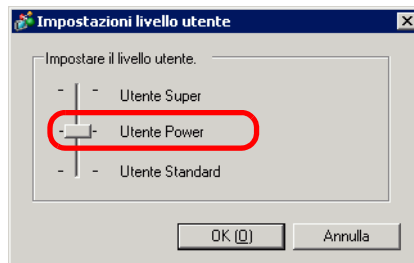 Impostazioni livello utente
Impostare il livello utente.
Utente Super
Utente Power
Utente Standard
OK (O)
Annulla